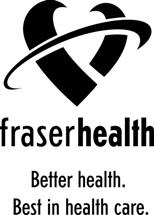 fraserhealth
Better health.
Best in health care.